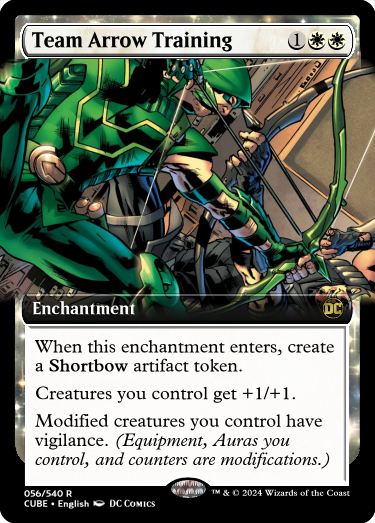 Team Arrow Training 1
Enchantment DC
When this enchantment enters, create
a Shortbow artifact token.
Creatures you control get +1/+1.
Modified creatures you control have
vigilance. (Equipment, Auras you
control, and counters are modifications.)
056/540 R
CUBE • English DC Comics ™ & © 2024 Wizards of the Coast